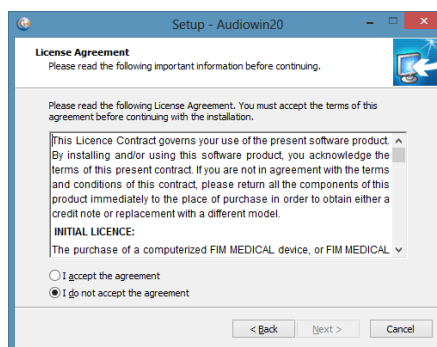 Setup - Audiowin20
License Agreement
Please read the following important information before continuing.
Please read the following License Agreement. You must accept the terms of this
agreement before continuing with the installation.
This Licence Contract governs your use of the present software product.
By installing and/or using this software product, you acknowledge the
terms of this present contract. If you are not in agreement with the terms
and conditions of this contract, please return all the components of this
product immediately to the place of purchase in order to obtain either a
credit note or replacement with a different model.
INITIAL LICENCE:
The purchase of a computerized FIM MEDICAL device, or FIM MEDICAL
I accept the agreement
I do not accept the agreement
< Back
Next >
Cancel